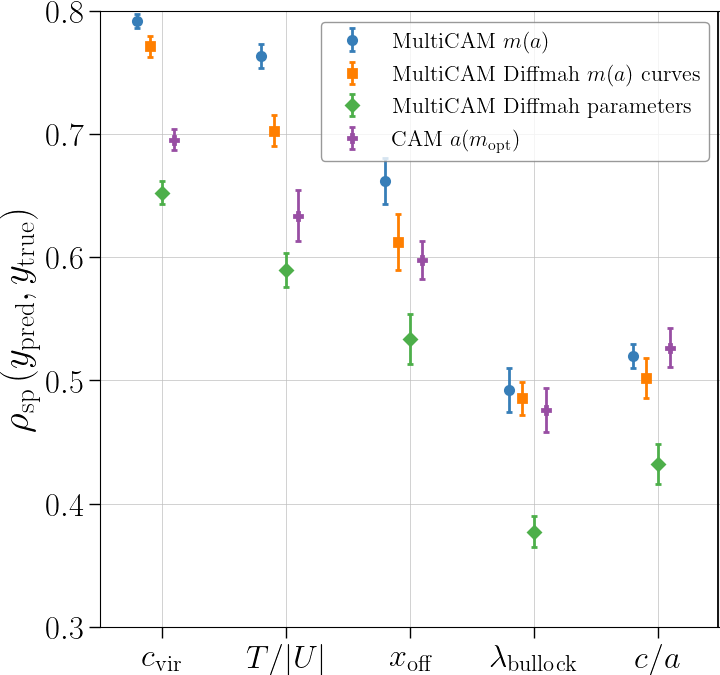 0.8
0.7
0.6
0.5
0.4
0.3
ρsp (ypred, ytrue)
MultiCAM m(a)
MultiCAM Diffmah m(a) curves
MultiCAM Diffmah parameters
CAM a(mopt)
cvir T/|U| xoff λbullock c/a